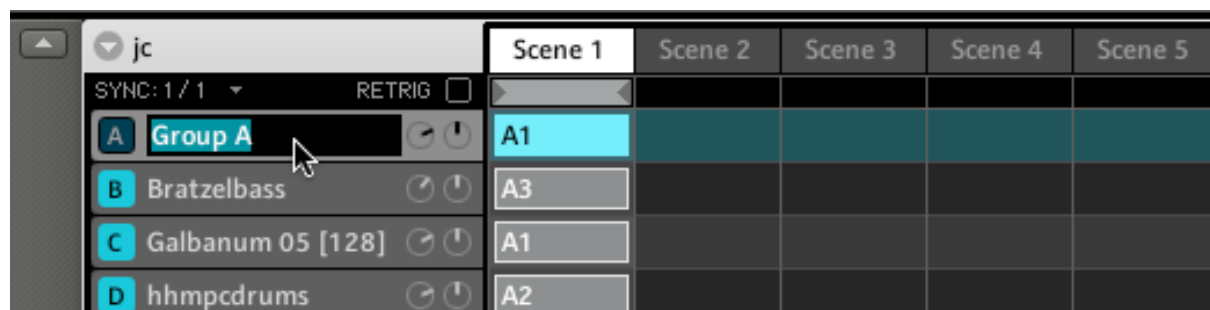 jc Scene 1 Scene 2 Scene 3 Scene 4 Scene 5
SYNC: 1 / 1 RETRIG
A Group A A1
B Bratzelbass A3
C Galbanum 05 [128] A1
D hhmpcdrums A2